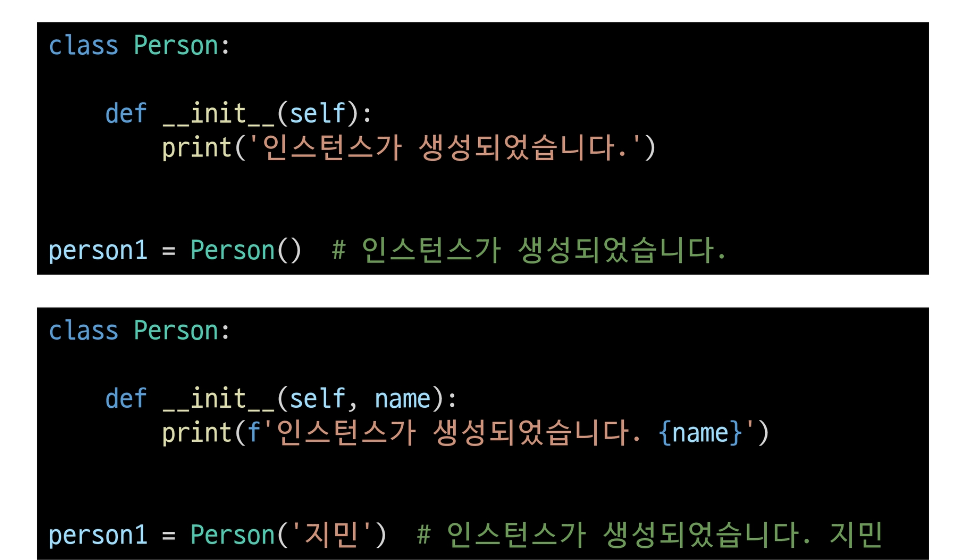 class Person:
def __init__(self):
print('인스턴스가 생성되었습니다.')
person1 = Person()  # 인스턴스가 생성되었습니다.
class Person:
def __init__(self, name):
print(f'인스턴스가 생성되었습니다. {name}')
person1 = Person('지민')  # 인스턴스가 생성되었습니다. 지민